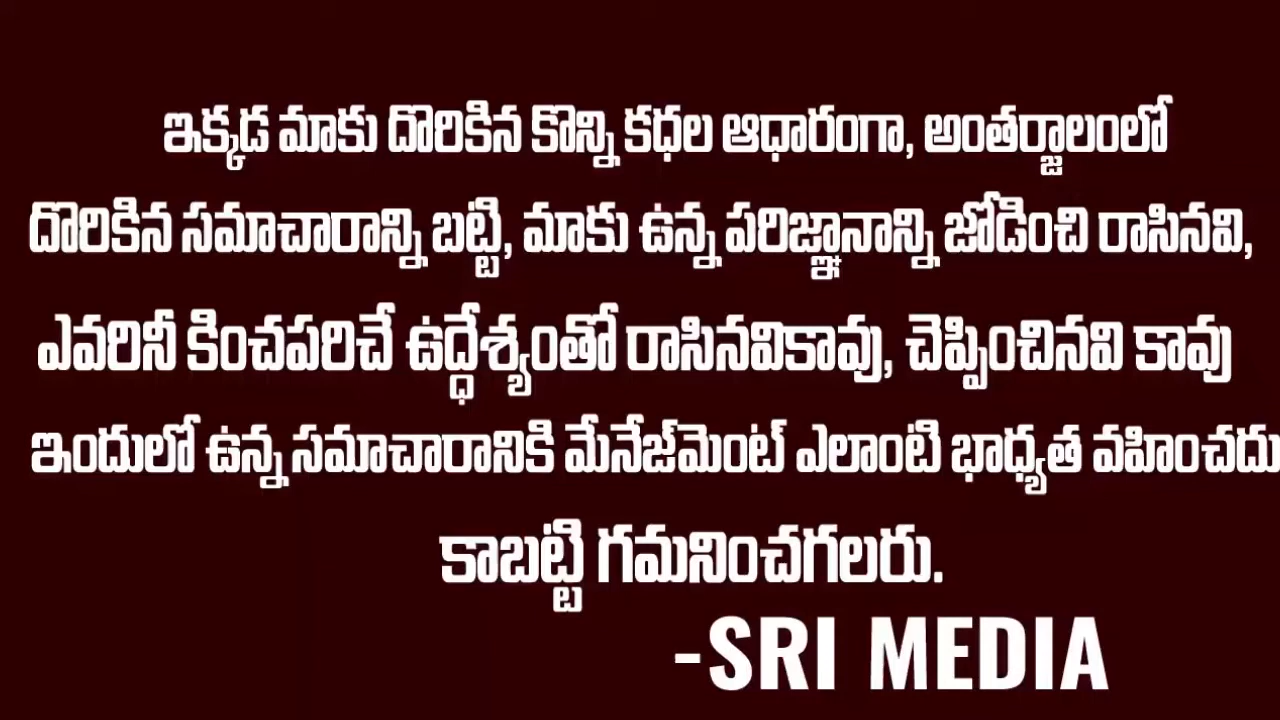 ఇక్కడ మాకు దొరికిన కొన్ని కధల ఆధారంగా, అంతర్జాలంలో
దొరికిన సమాచారాన్ని బట్టి, మాకు ఉన్న పరిజ్ఞానాన్ని జోడించి రాసినవి,
ఎవరినీ కించపరిచే ఉద్ధేశ్యంతో రాసినవికావు, చెప్పించినవి కావు
ఇందులో ఉన్న సమాచారానికి మేనేజ్‌మెంట్ ఎలాంటి భాధ్యత వహించదు
కాబట్టి గమనించగలరు.
-SRI MEDIA